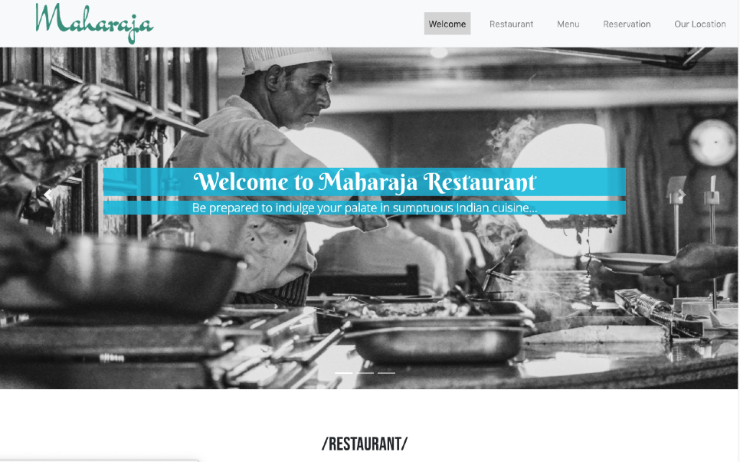 Maharaja
Welcome Restaurant Menu Reservation Our Location
Welcome to Maharaja Restaurant
Be prepared to indulge your palate in sumptuous Indian cuisine...
/RESTAURANT/